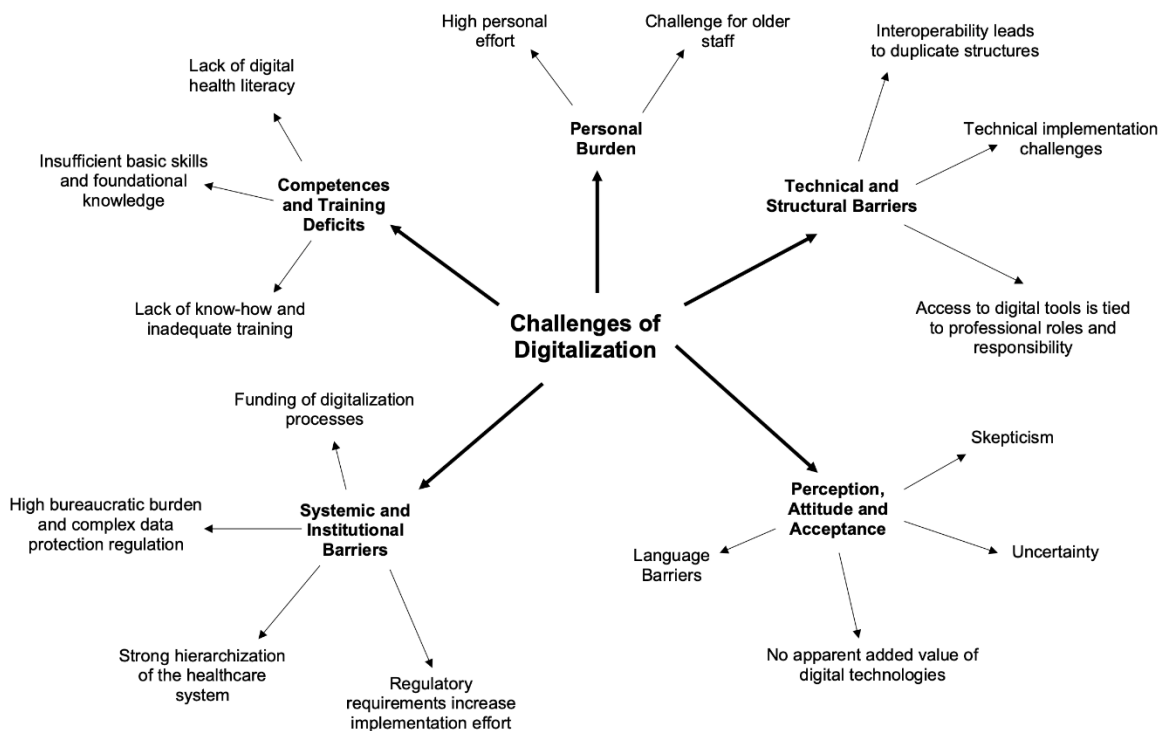 High personal
effort
Challenge for older
staff
Interoperability leads
to duplicate structures
Lack of digital
health literacy
Personal
Burden
Technical implementation
challenges
Insufficient basic skills
and foundational
knowledge
Competences
and Training
Deficits
Technical and
Structural Barriers
Lack of know-how and
inadequate training
Access to digital tools is tied
to professional roles and
responsibility
Challenges of
Digitalization
Funding of digitalization
processes
Skepticism
High bureaucratic burden
and complex data
protection regulation
Systemic and
Institutional
Barriers
Perception,
Attitude and
Acceptance
Language
Barriers
Uncertainty
Strong hierarchization
of the healthcare
system
Regulatory
requirements increase
implementation effort
No apparent added value of
digital technologies